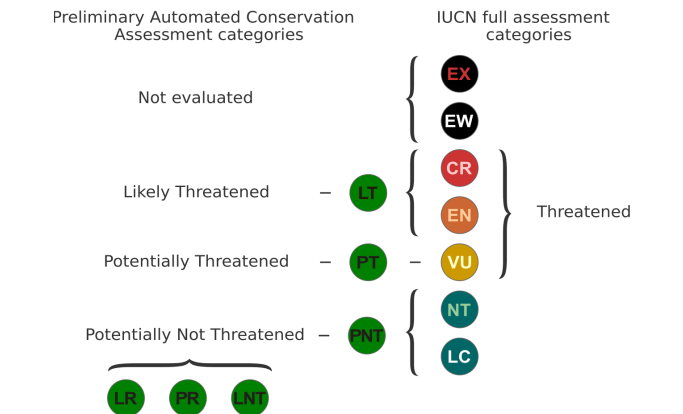 Preliminary Automated Conservation
Assessment categories
IUCN full assessment
categories
Not evaluated
EX
EW
Likely Threatened
–
LT
CR
EN
Threatened
Potentially Threatened
–
PT
–
VU
Potentially Not Threatened
–
PNT
NT
LC
LR
PR
LNT